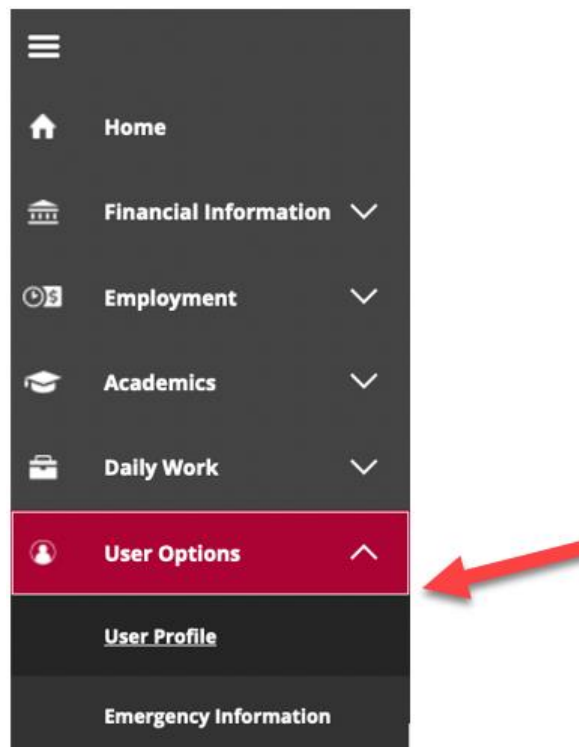 Home
Financial Information
Employment
Academics
Daily Work
User Options
User Profile
Emergency Information